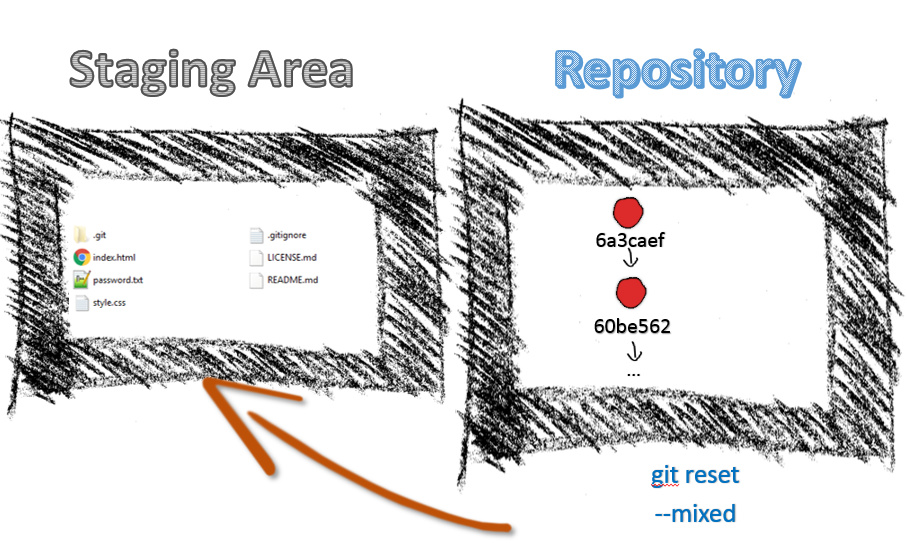 Staging Area
Repository
.git
.gitignore
index.html
LICENSE.md
password.txt
README.md
style.css
6a3caef
60be562
...
git reset
--mixed